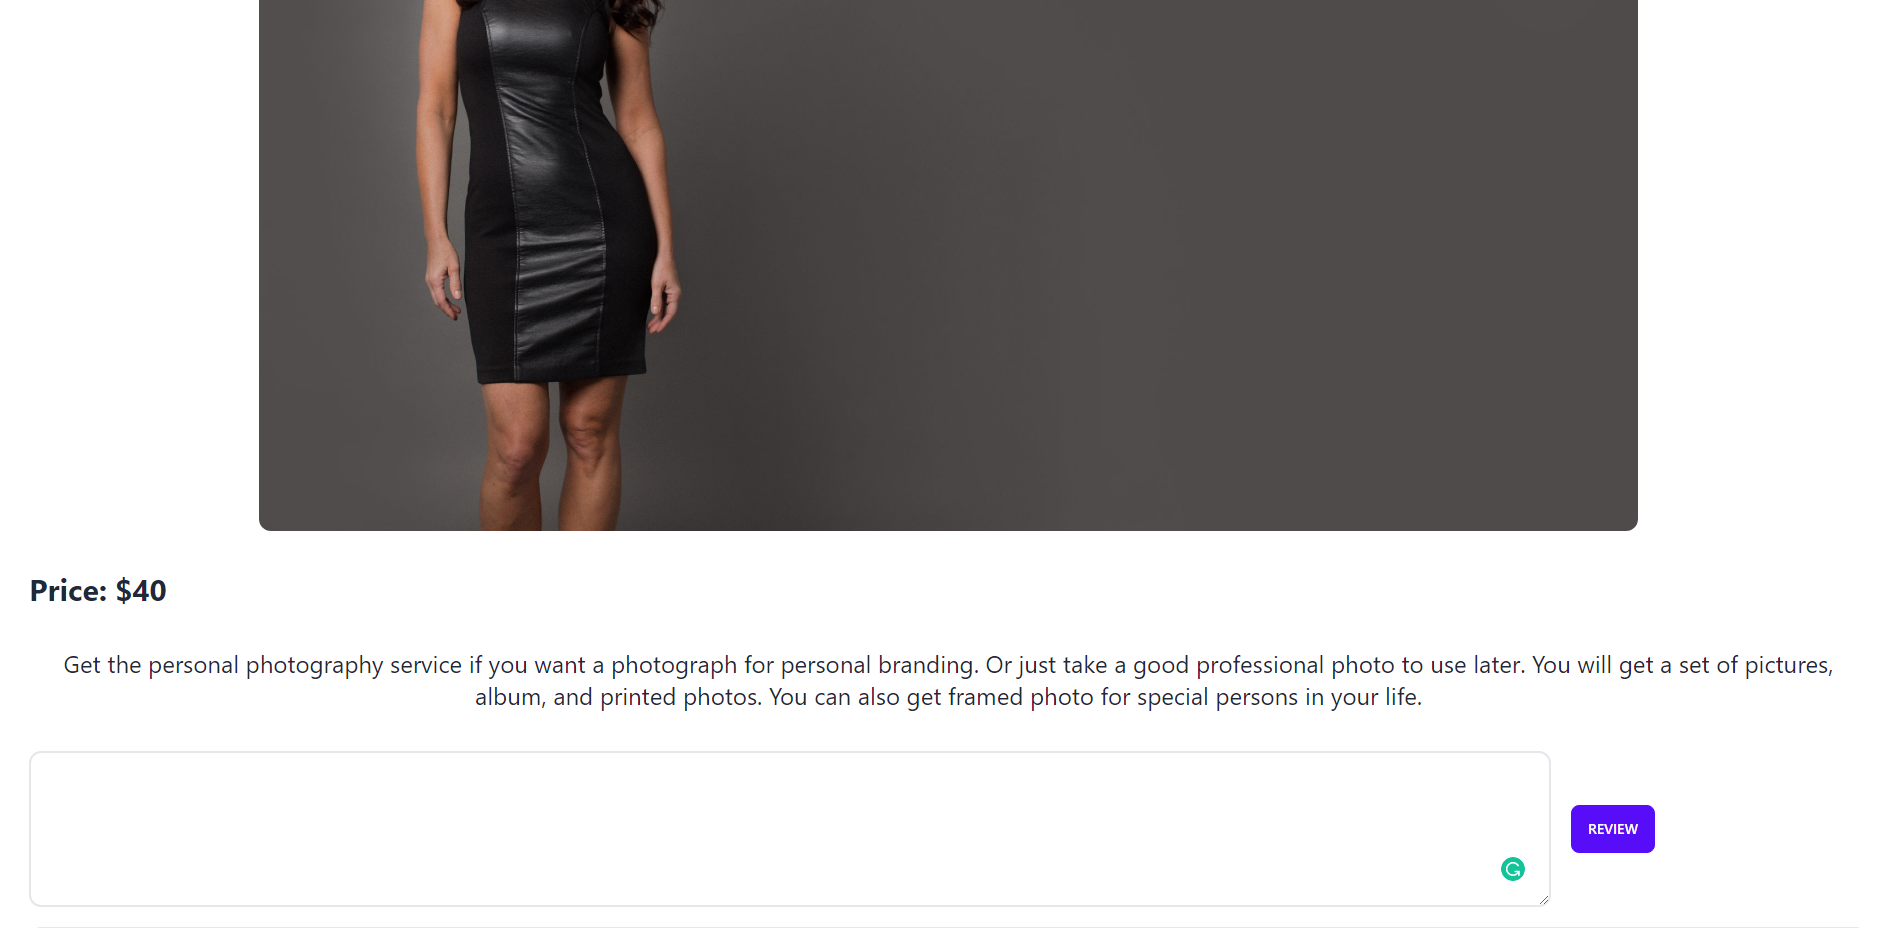 Price: $40
Get the personal photography service if you want a photograph for personal branding. Or just take a good professional photo to use later. You will get a set of pictures,
album, and printed photos. You can also get framed photo for special persons in your life.
REVIEW